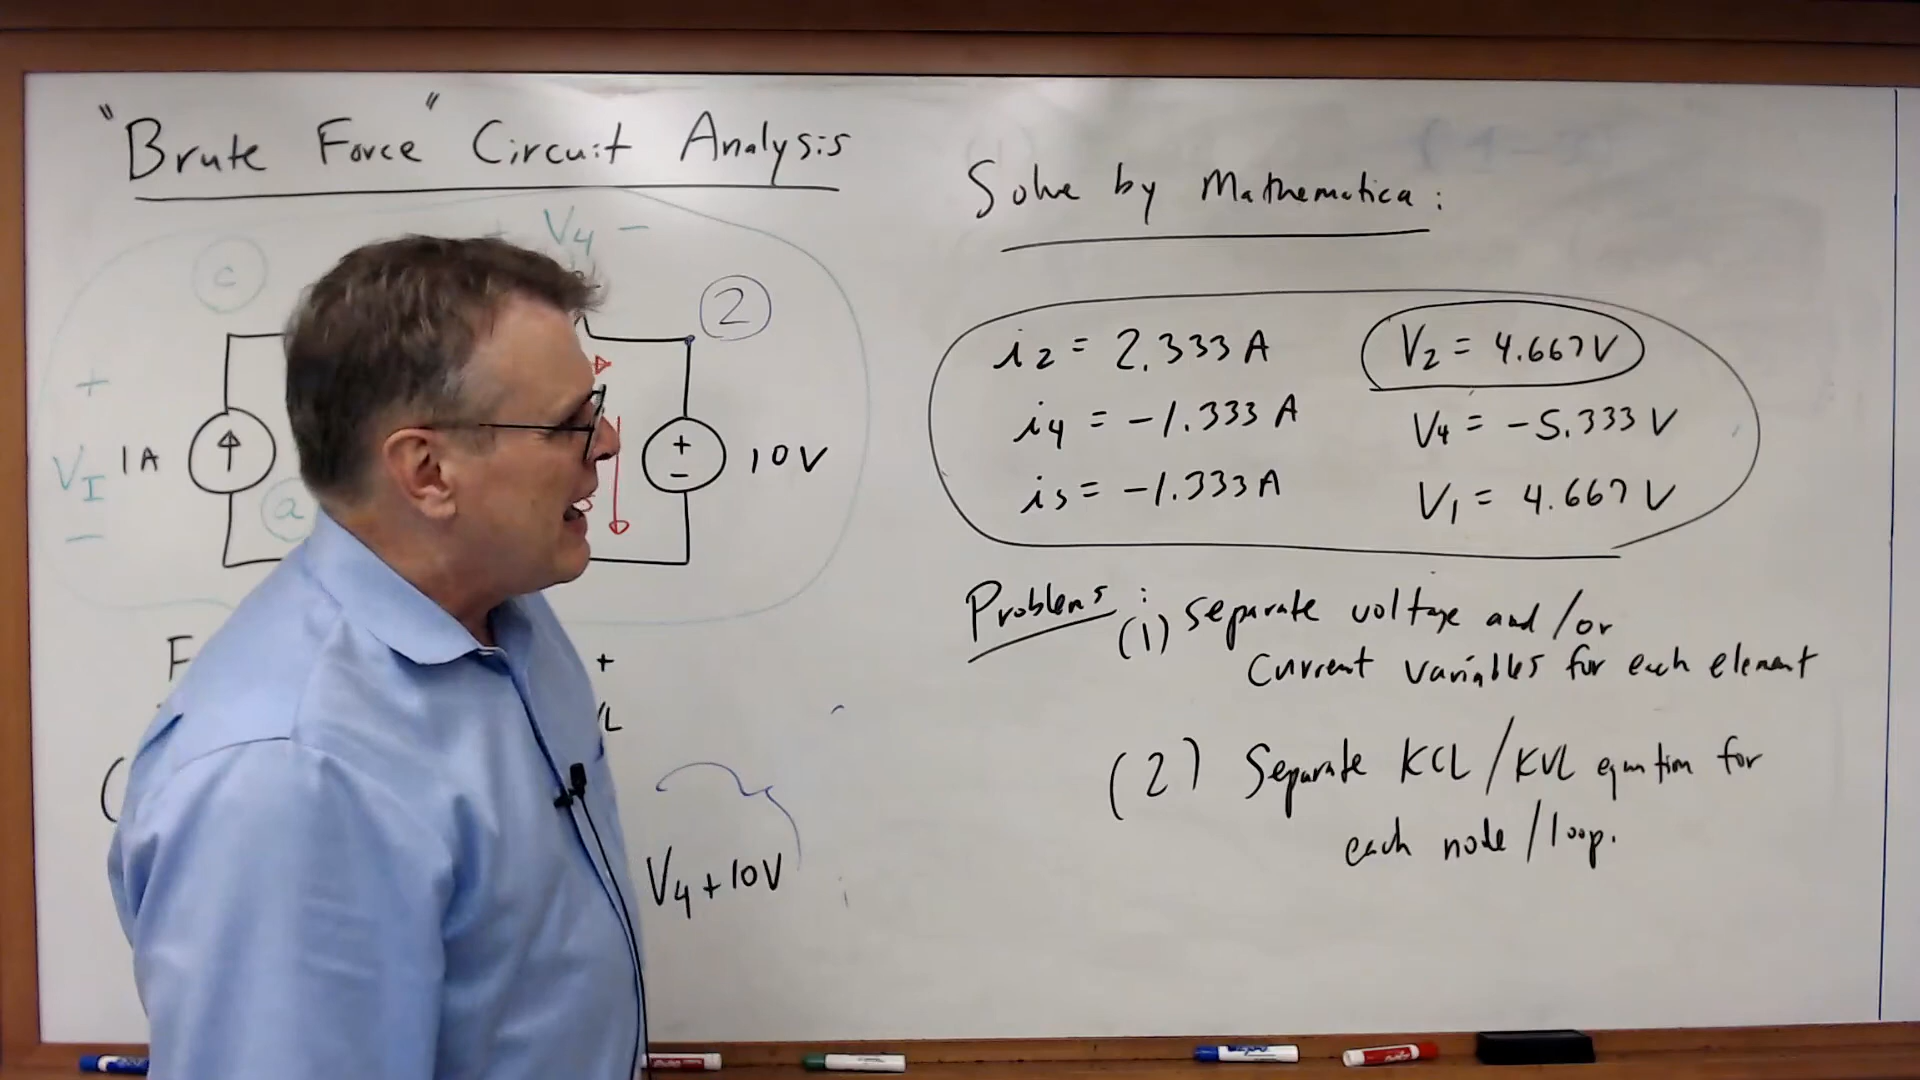 "Brute Force" Circuit Analysis
+ V4 -
c
2
+
VI
-
1A
a
+
-
10V
F
+
VL
(
V4 + 10V
Solve by Mathematica:
i2 = 2.333 A
V2 = 4.667 V
i4 = -1.333 A
V4 = -5.333 V
is = -1.333 A
V1 = 4.667 V
Problems: (1) separate voltage and/or
current variables for each element
(2) Separate KCL/KVL equation for
each node/loop.